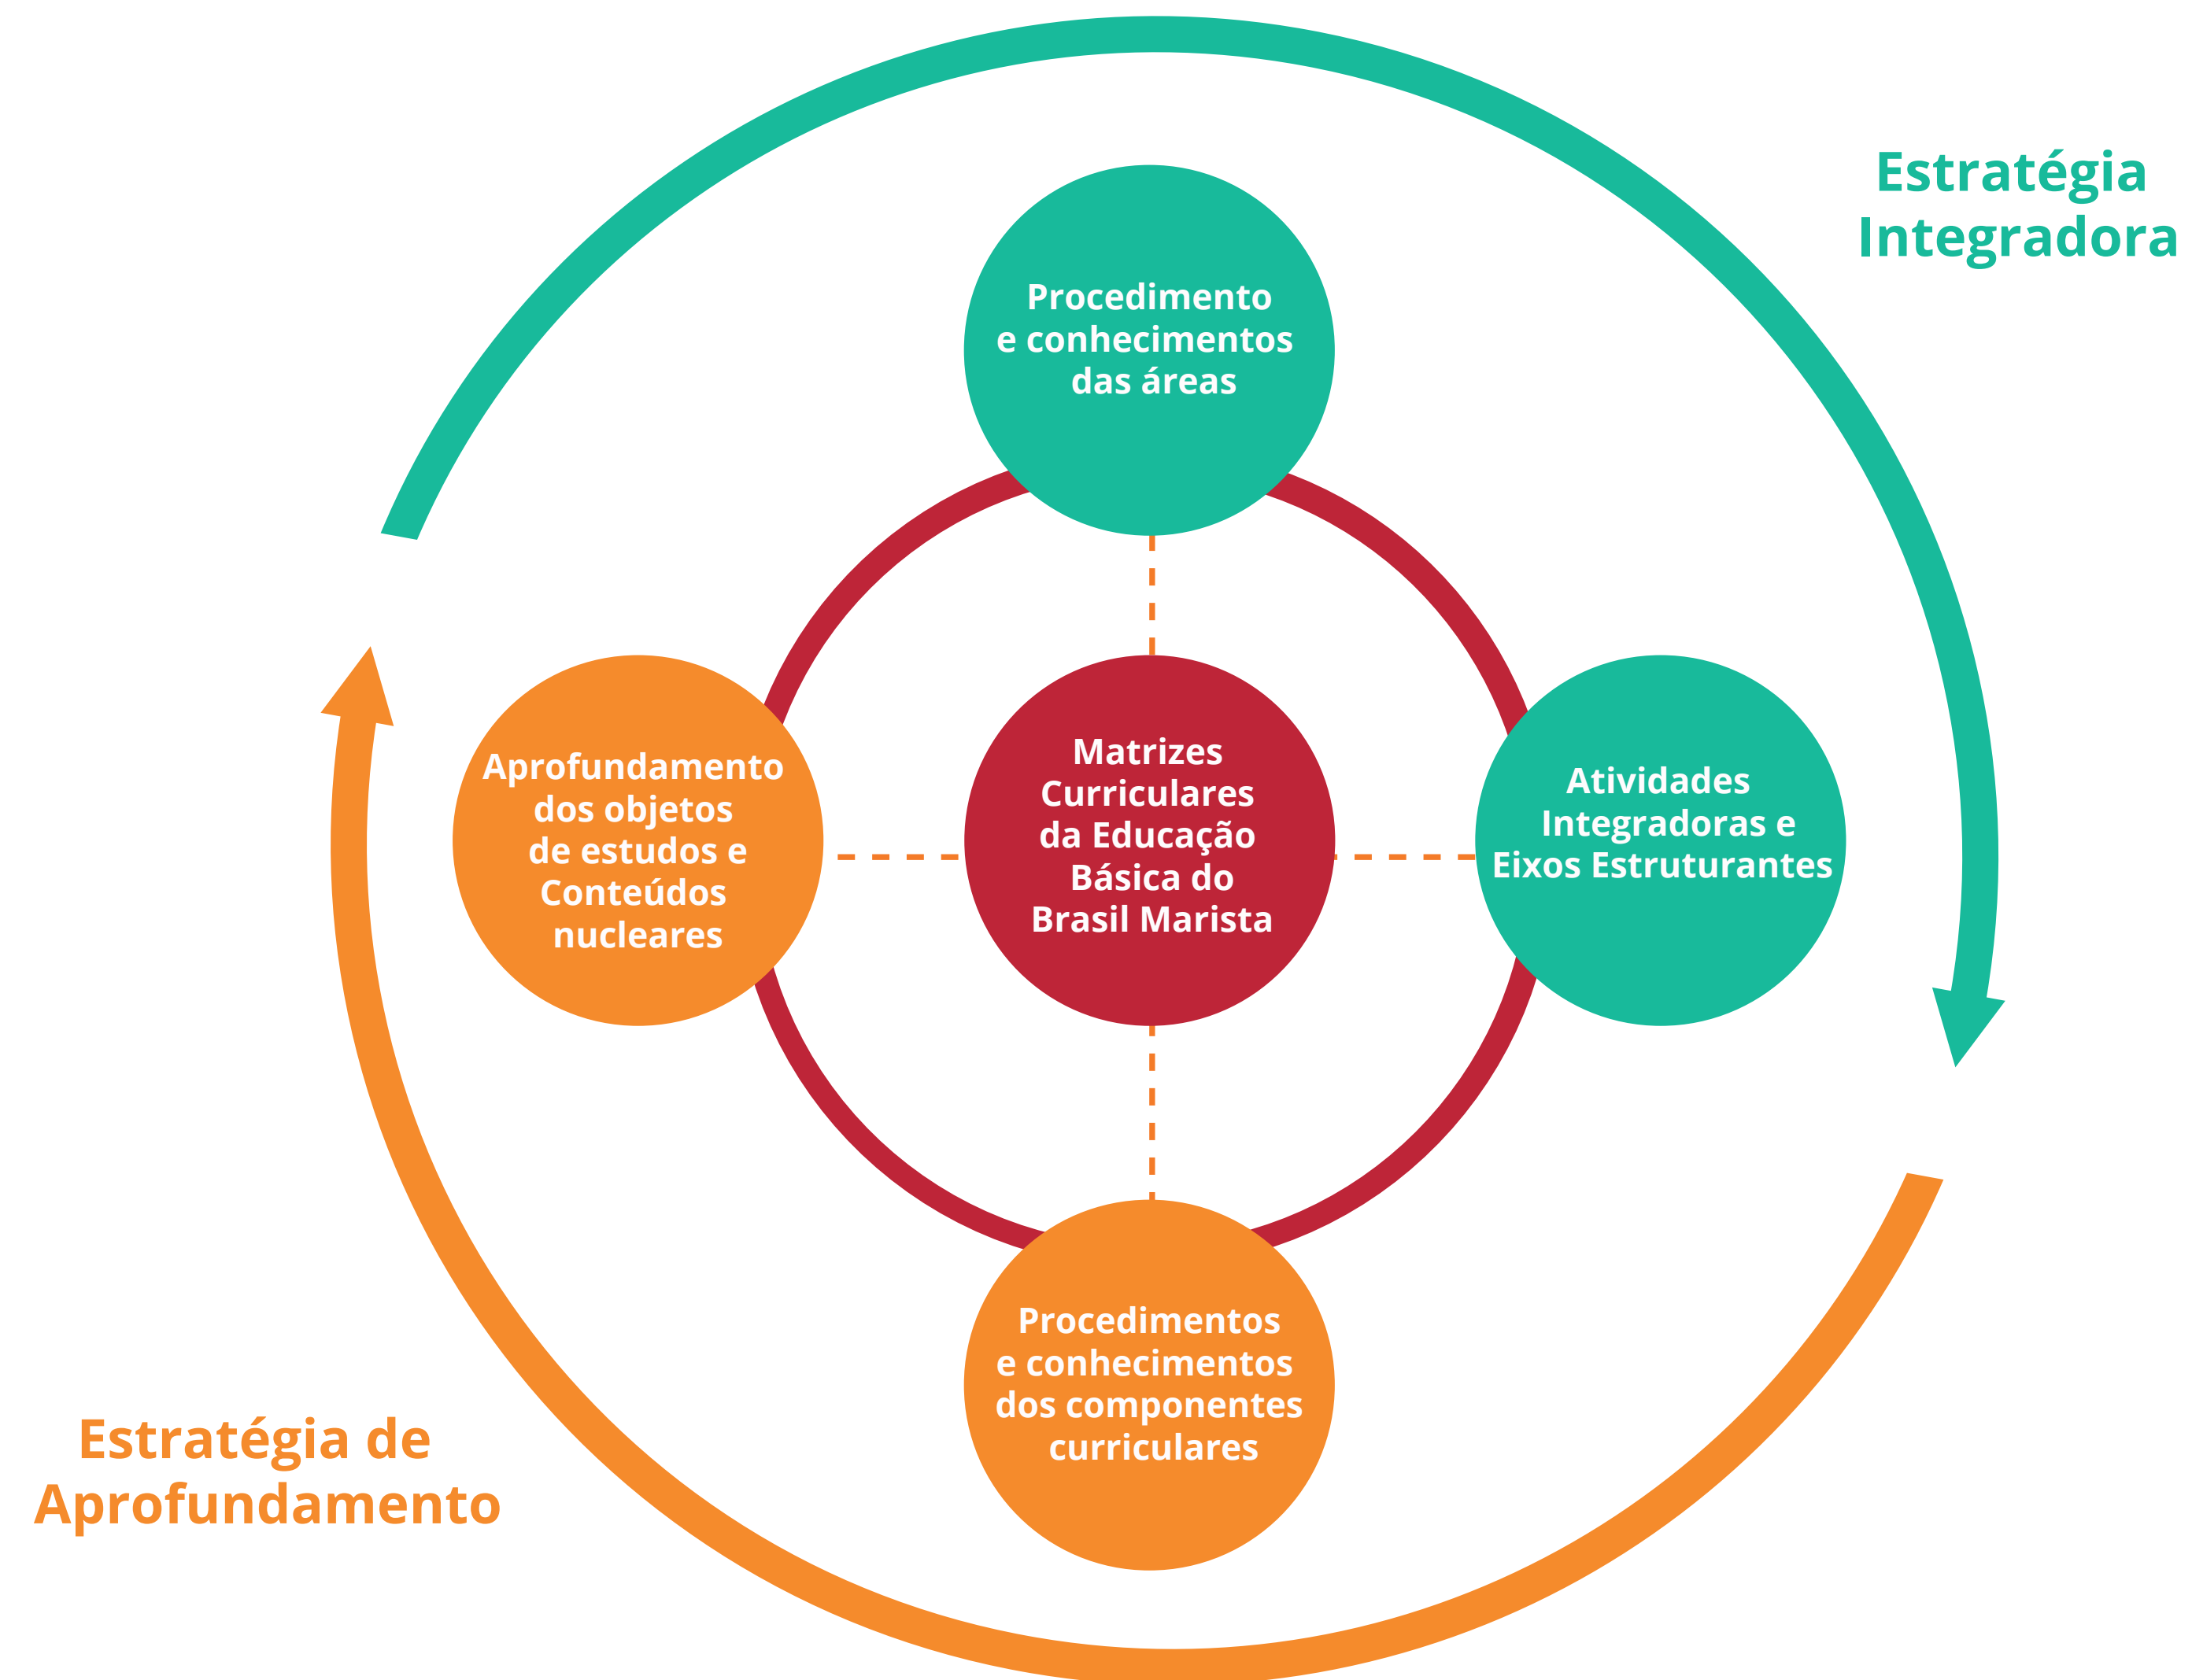 Estratégia
Integradora
Procedimento
e conhecimentos
das áreas
Aprofundamento
dos objetos
de estudos e
Conteúdos
nucleares
Matrizes
Curriculares
da Educação
Básica do
Brasil Marista
Atividades
Integradoras e
Eixos Estruturantes
Procedimentos
e conhecimentos
dos componentes
curriculares
Estratégia de
Aprofundamento